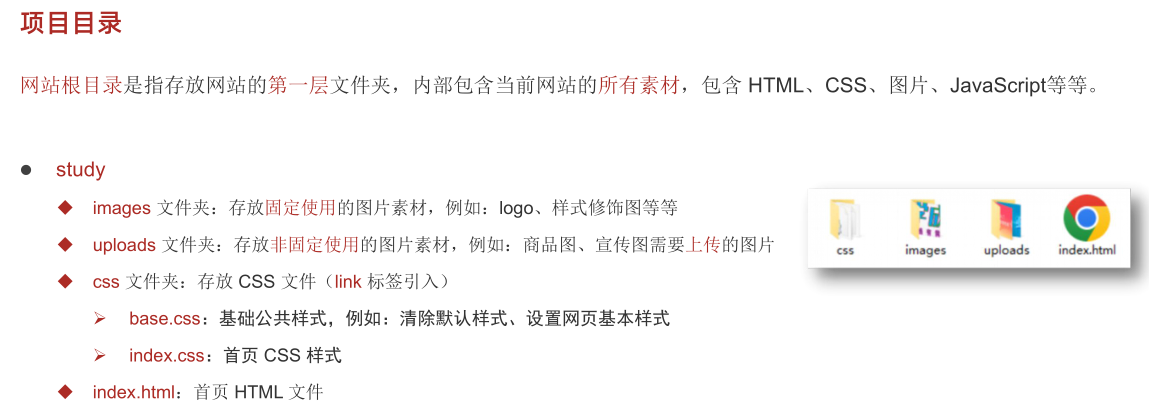 项目目录
网站根目录是指存放网站的第一层文件夹，内部包含当前网站的所有素材，包含 HTML、CSS、图片、JavaScript等等。
study
images 文件夹：存放固定使用的图片素材，例如：logo、样式修饰图等等
uploads 文件夹：存放非固定使用的图片素材，例如：商品图、宣传图需要上传的图片
css 文件夹：存放 CSS 文件（link 标签引入）
base.css：基础公共样式，例如：清除默认样式、设置网页基本样式
index.css：首页 CSS 样式
index.html：首页 HTML 文件
css images uploads index.html